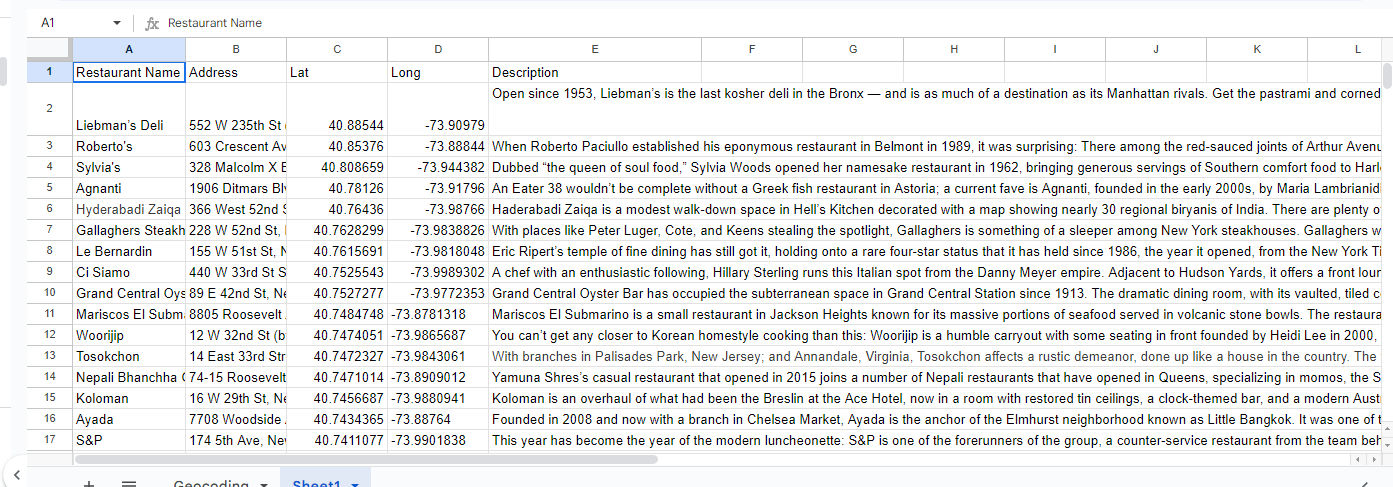 A1 fx Restaurant Name
A B C D E F G H I J K L
1 Restaurant Name Address Lat Long Description
2 Liebman's Deli 552 W 235th St 40.88544 -73.90979 Open since 1953, Liebman's is the last kosher deli in the Bronx — and is as much of a destination as its Manhattan rivals. Get the pastrami and corned
3 Roberto's 603 Crescent Av 40.85376 -73.88844 When Roberto Paciullo established his eponymous restaurant in Belmont in 1989, it was surprising: There among the red-sauced joints of Arthur Avenu
4 Sylvia's 328 Malcolm X 40.808659 -73.944382 Dubbed “the queen of soul food,” Sylvia Woods opened her namesake restaurant in 1962, bringing generous servings of Southern comfort food to Harl
5 Agnanti 1906 Ditmars Bl 40.78126 -73.91796 An Eater 38 wouldn't be complete without a Greek fish restaurant in Astoria; a current fave is Agnanti, founded in the early 2000s, by Maria Lambrianid
6 Hyderabadi Zaiqa 366 West 52nd 40.76436 -73.98766 Haderabadi Zaiqa is a modest walk-down space in Hell's Kitchen decorated with a map showing nearly 30 regional biryanis of India. There are plenty o
7 Gallaghers Steakh 228 W 52nd St, 40.7628299 -73.9838826 With places like Peter Luger, Cote, and Keens stealing the spotlight, Gallaghers is something of a sleeper among New York steakhouses. Gallaghers w
8 Le Bernardin 155 W 51st St, N 40.7615691 -73.9818048 Eric Ripert's temple of fine dining has still got it, holding onto a rare four-star status that it has held since 1986, the year it opened, from the New York Ti
9 Ci Siamo 440 W 33rd St S 40.7525543 -73.9989302 A chef with an enthusiastic following, Hillary Sterling runs this Italian spot from the Danny Meyer empire. Adjacent to Hudson Yards, it offers a front loun
10 Grand Central Oys 89 E 42nd St, Ne 40.7527277 -73.9772353 Grand Central Oyster Bar has occupied the subterranean space in Grand Central Station since 1913. The dramatic dining room, with its vaulted, tiled c
11 Mariscos El Subm 8805 Roosevelt 40.7484748 -73.8781318 Mariscos El Submarino is a small restaurant in Jackson Heights known for its massive portions of seafood served in volcanic stone bowls. The restaura
12 Woorijip 12 W 32nd St (b 40.7474051 -73.9865687 You can't get any closer to Korean homestyle cooking than this: Woorijip is a humble carryout with some seating in front founded by Heidi Lee in 2000,
13 Tosokchon 14 East 33rd Str 40.7472327 -73.9843061 With branches in Palisades Park, New Jersey; and Annandale, Virginia, Tosokchon affects a rustic demeanor, done up like a house in the country. The
14 Nepali Bhanchha 74-15 Roosevelt 40.7471014 -73.8909012 Yamuna Shres's casual restaurant that opened in 2015 joins a number of Nepali restaurants that have opened in Queens, specializing in momos, the S
15 Koloman 16 W 29th St, Ne 40.7456687 -73.9880941 Koloman is an overhaul of what had been the Breslin at the Ace Hotel, now in a room with restored tin ceilings, a clock-themed bar, and a modern Aust
16 Ayada 7708 Woodside 40.7434365 -73.88764 Founded in 2008 and now with a branch in Chelsea Market, Ayada is the anchor of the Elmhurst neighborhood known as Little Bangkok. It was one of t
17 S&P 174 5th Ave, Ne 40.7411077 -73.9901838 This year has become the year of the modern luncheonette: S&P is one of the forerunners of the group, a counter-service restaurant from the team beh
Geocoding Sheet1